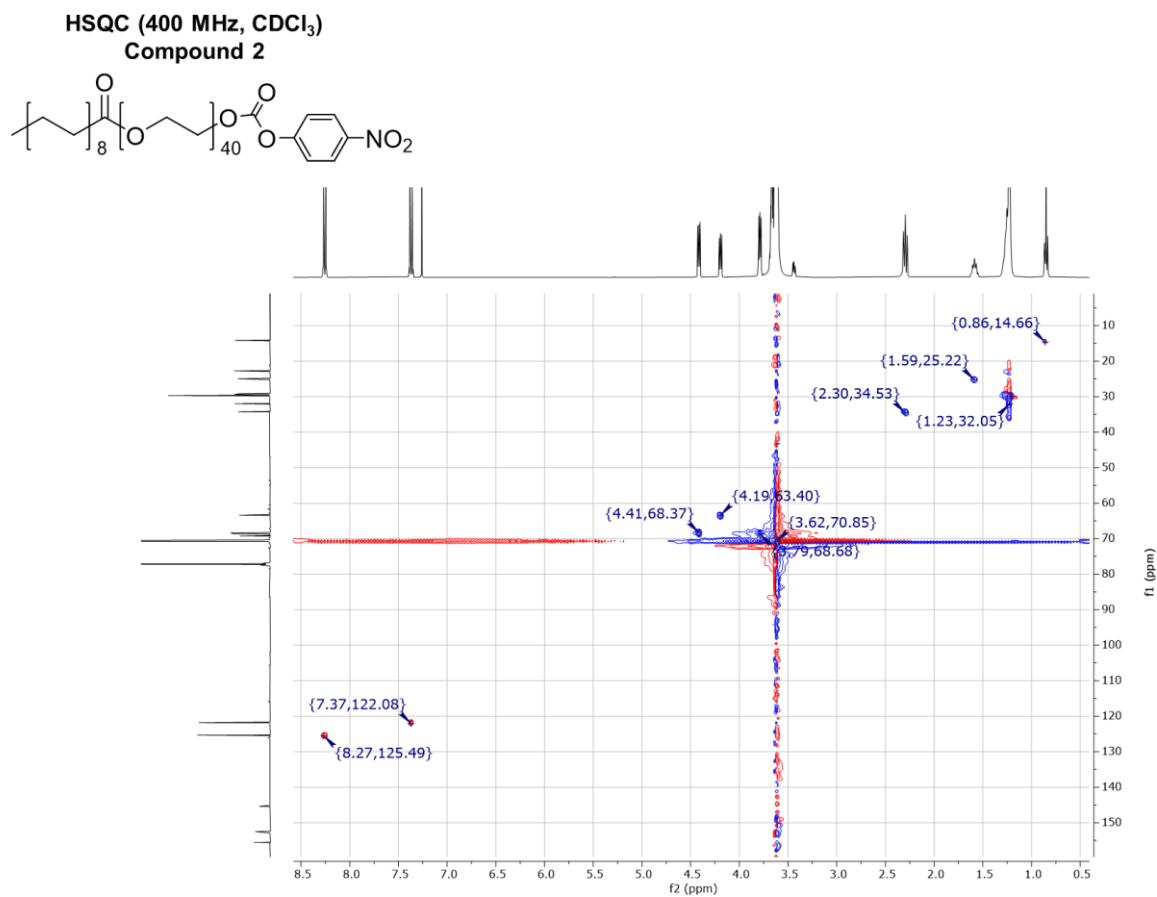 HSQC (400 MHz, CDCl₃)
Compound 2
O
8
O
40
O
O
O
NO₂
{0.86,14.66}
{1.59,25.22}
{2.30,34.53}
{1.23,32.05}
{4.19,63.40}
{4.41,68.37}
{3.62,70.85}
{3.79,68.68}
{7.37,122.08}
{8.27,125.49}
10
20
30
40
50
60
70
80
90
100
110
120
130
140
150
f1 (ppm)
8.5 8.0 7.5 7.0 6.5 6.0 5.5 5.0 4.5 4.0 3.5 3.0 2.5 2.0 1.5 1.0 0.5
f2 (ppm)